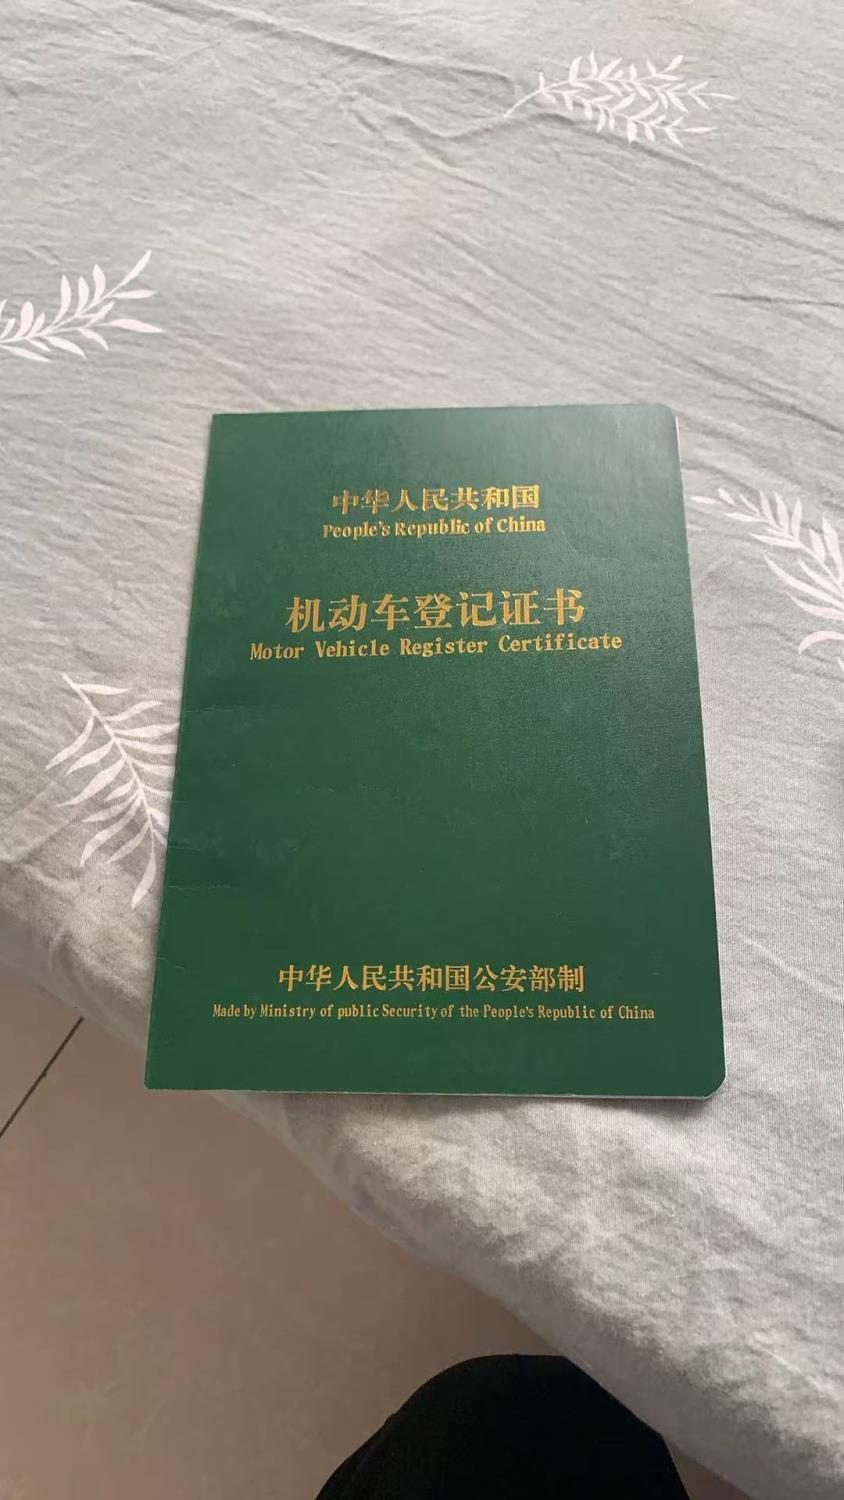 中华人民共和国
People's Republic of China
机动车登记证书
Motor Vehicle Register Certificate
中华人民共和国公安部制
Made by Ministry of public Security of the People's Republic of China